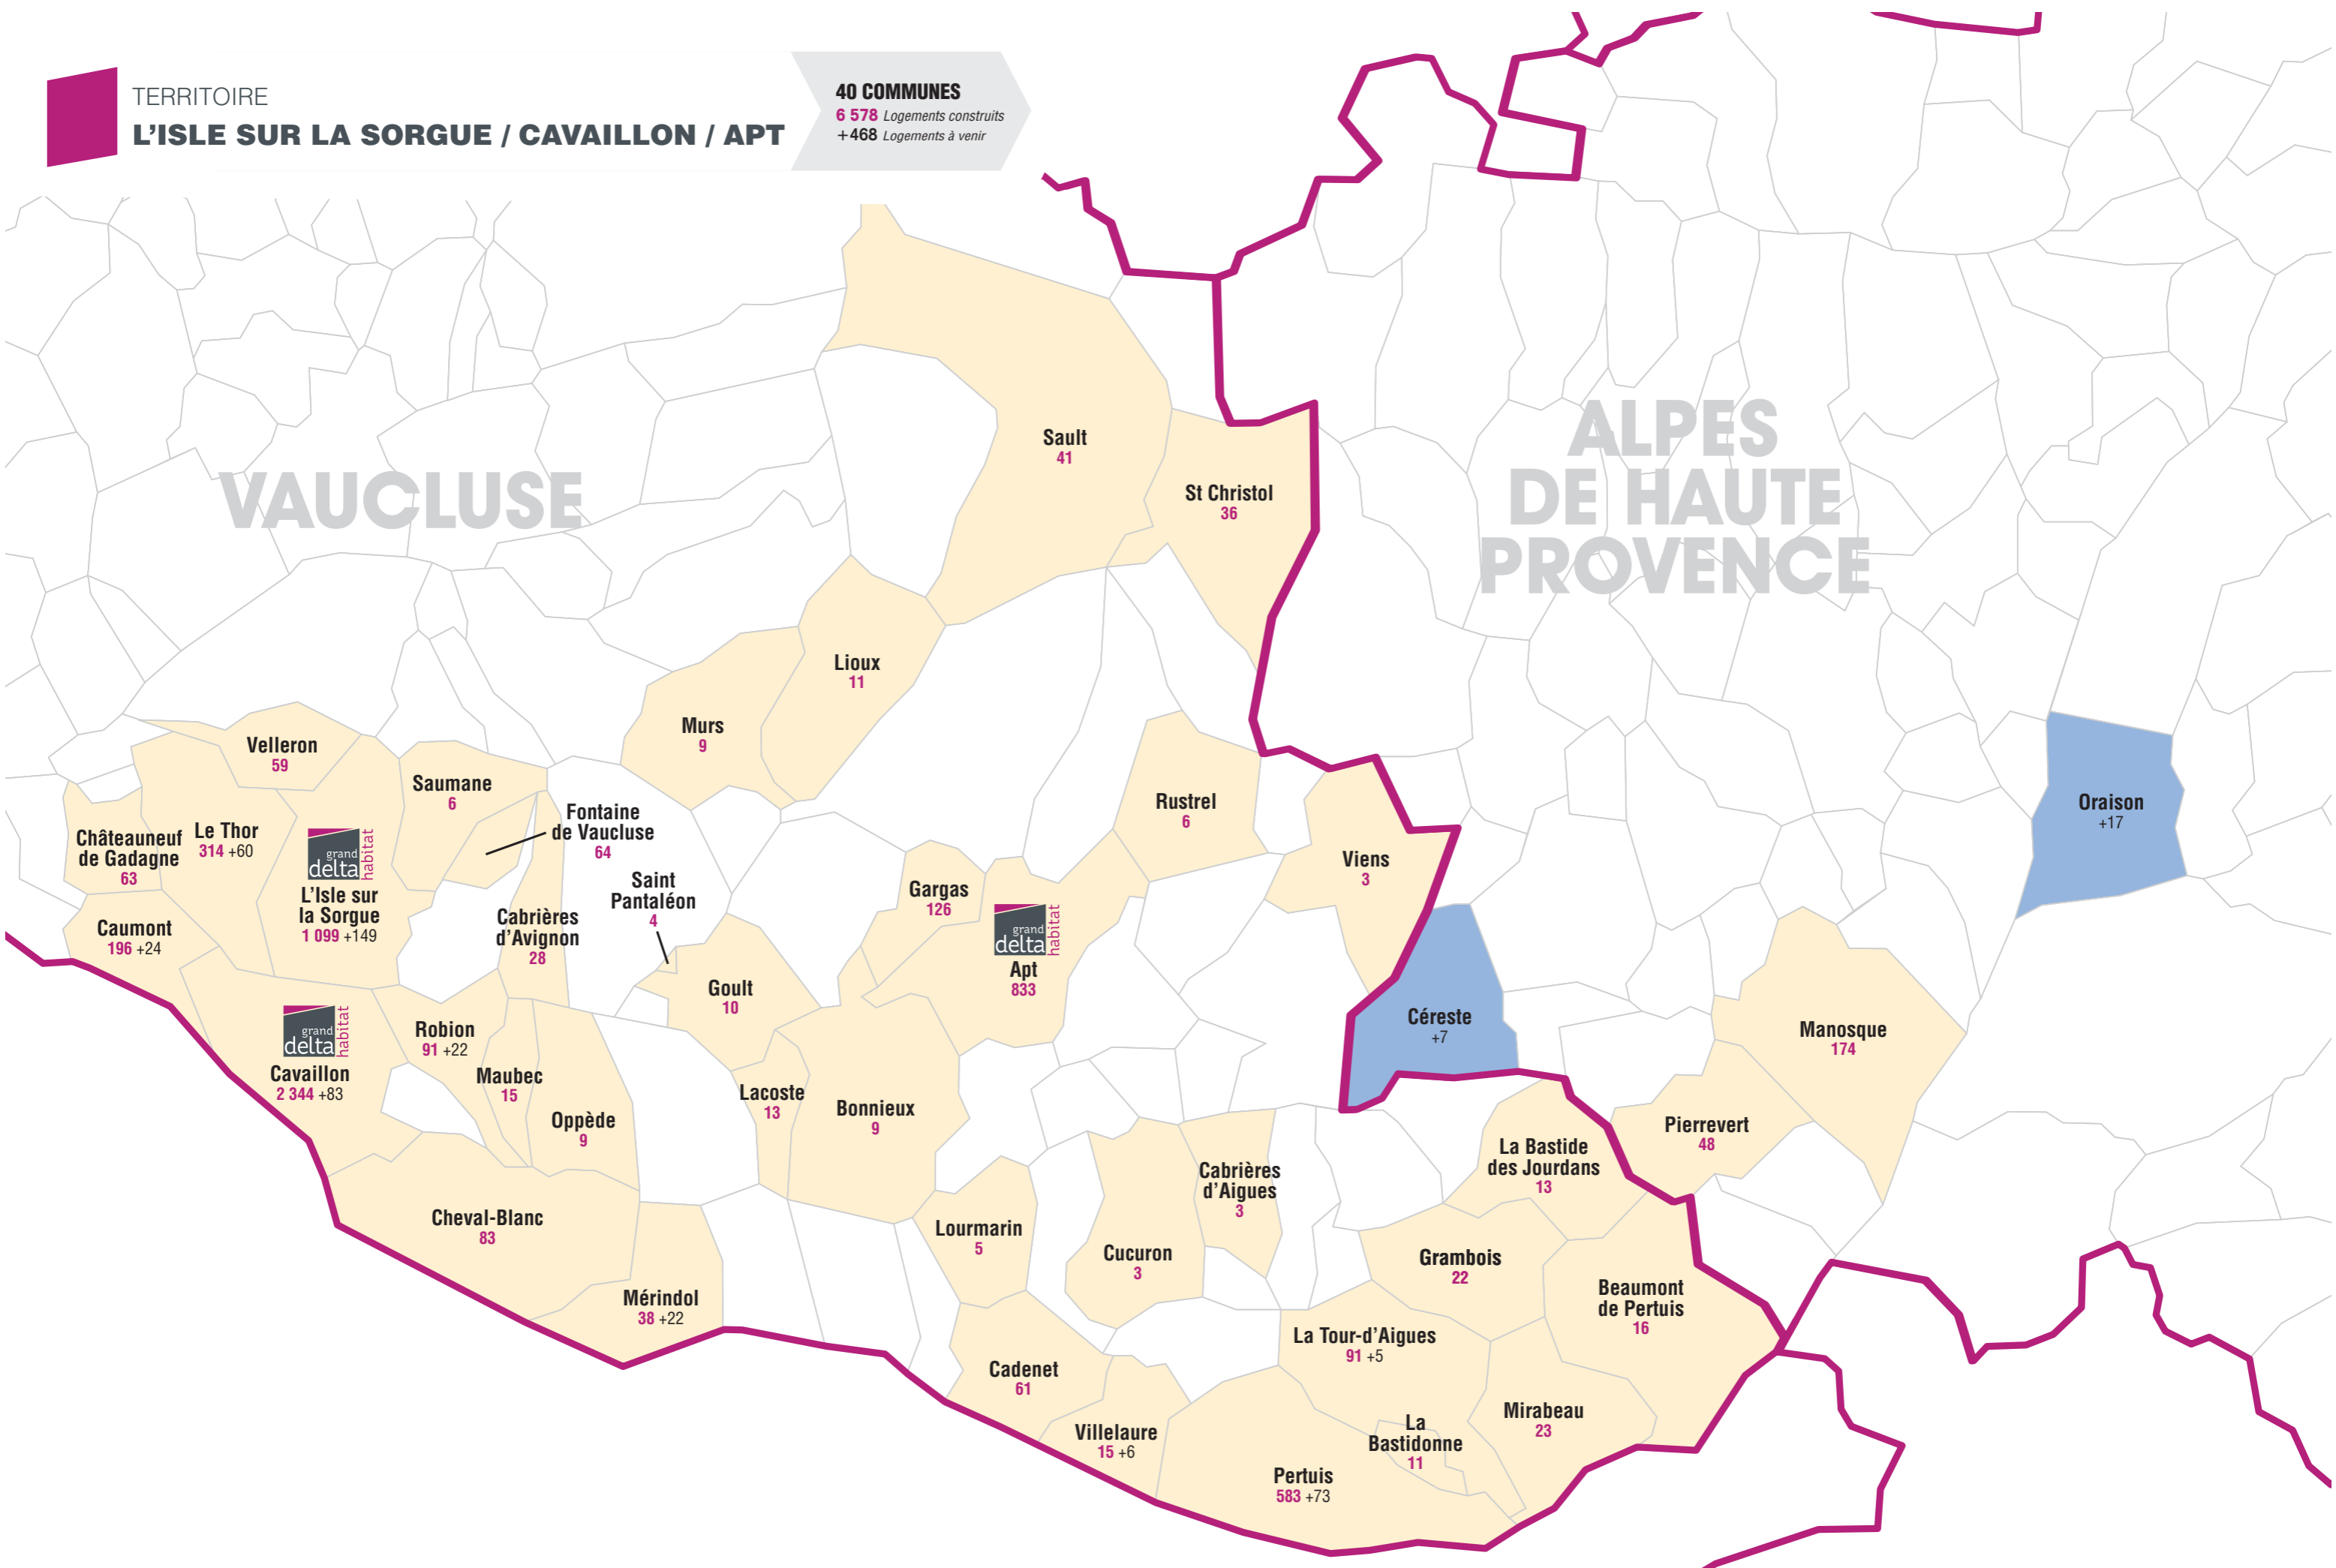 TERRITOIRE
L'ISLE SUR LA SORGUE / CAVAILLON / APT
40 COMMUNES
6 578 Logements construits
+468 Logements à venir
VAUCLUSE
ALPES
DE HAUTE
PROVENCE
Sault
41
St Christol
36
Lioux
11
Murs
9
Velleron
59
Saumane
6
Fontaine
de Vaucluse
64
Rustrel
6
Oraison
+17
Châteauneuf
de Gadagne
63
Le Thor
314 +60
grand
delta
habitat
L'Isle sur
la Sorgue
1 099 +149
Saint
Pantaléon
4
Gargas
126
Viens
3
Caumont
196 +24
Cabrières
d'Avignon
28
grand
delta
habitat
Apt
833
Goult
10
Céreste
+7
Manosque
174
grand
delta
habitat
Cavaillon
2 344 +83
Robion
91 +22
Maubec
15
Oppède
9
Lacoste
13
Bonnieux
9
Pierrevert
48
La Bastide
des Jourdans
13
Cabrières
d'Aigues
3
Cheval-Blanc
83
Lourmarin
5
Cucuron
3
Grambois
22
Beaumont
de Pertuis
16
Mérindol
38 +22
La Tour-d'Aigues
91 +5
Cadenet
61
Mirabeau
23
Villelaure
15 +6
La
Bastidonne
11
Pertuis
583 +73